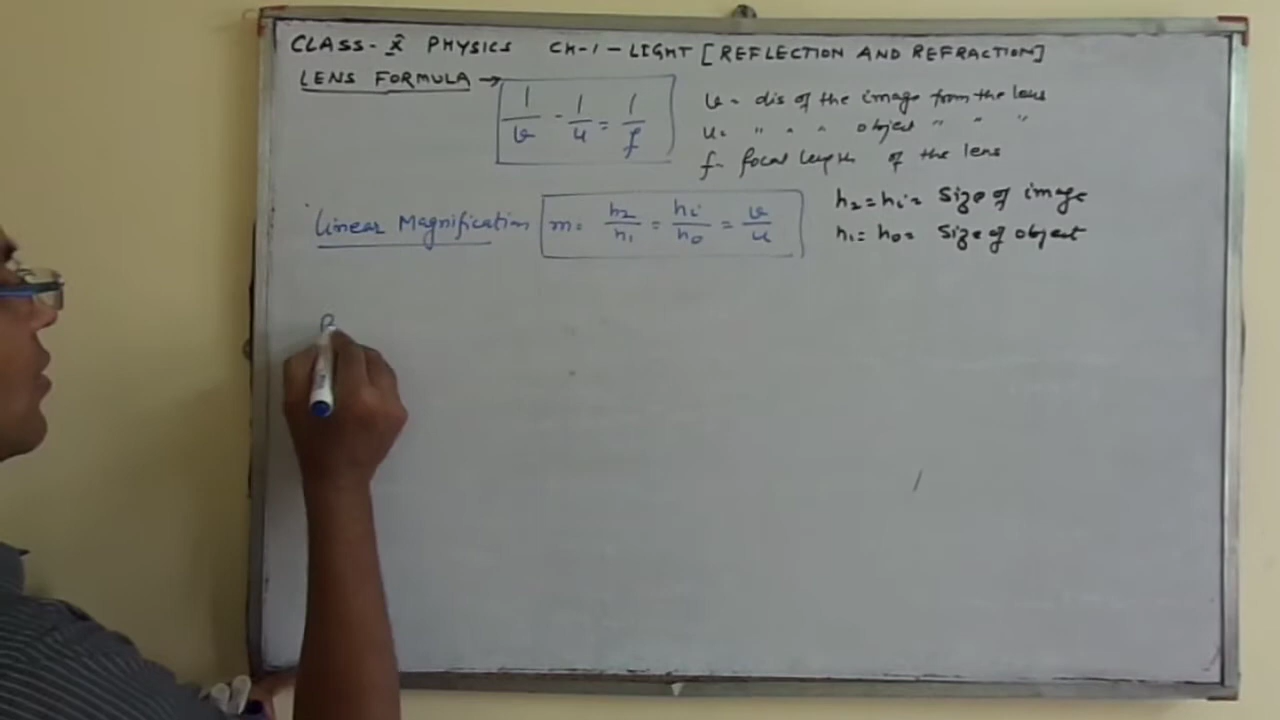 CLASS- X PHYSICS CH-1 - LIGHT [REFLECTION AND REFRACTION]
LENS FORMULA →
1/v - 1/u = 1/f
v = dis of the image from the lens
u = " " " object " " "
f = focal length of the lens
Linear Magnification m = h2/h1 = hi/ho = v/u
h2 = hi = Size of image
h1 = ho = Size of object